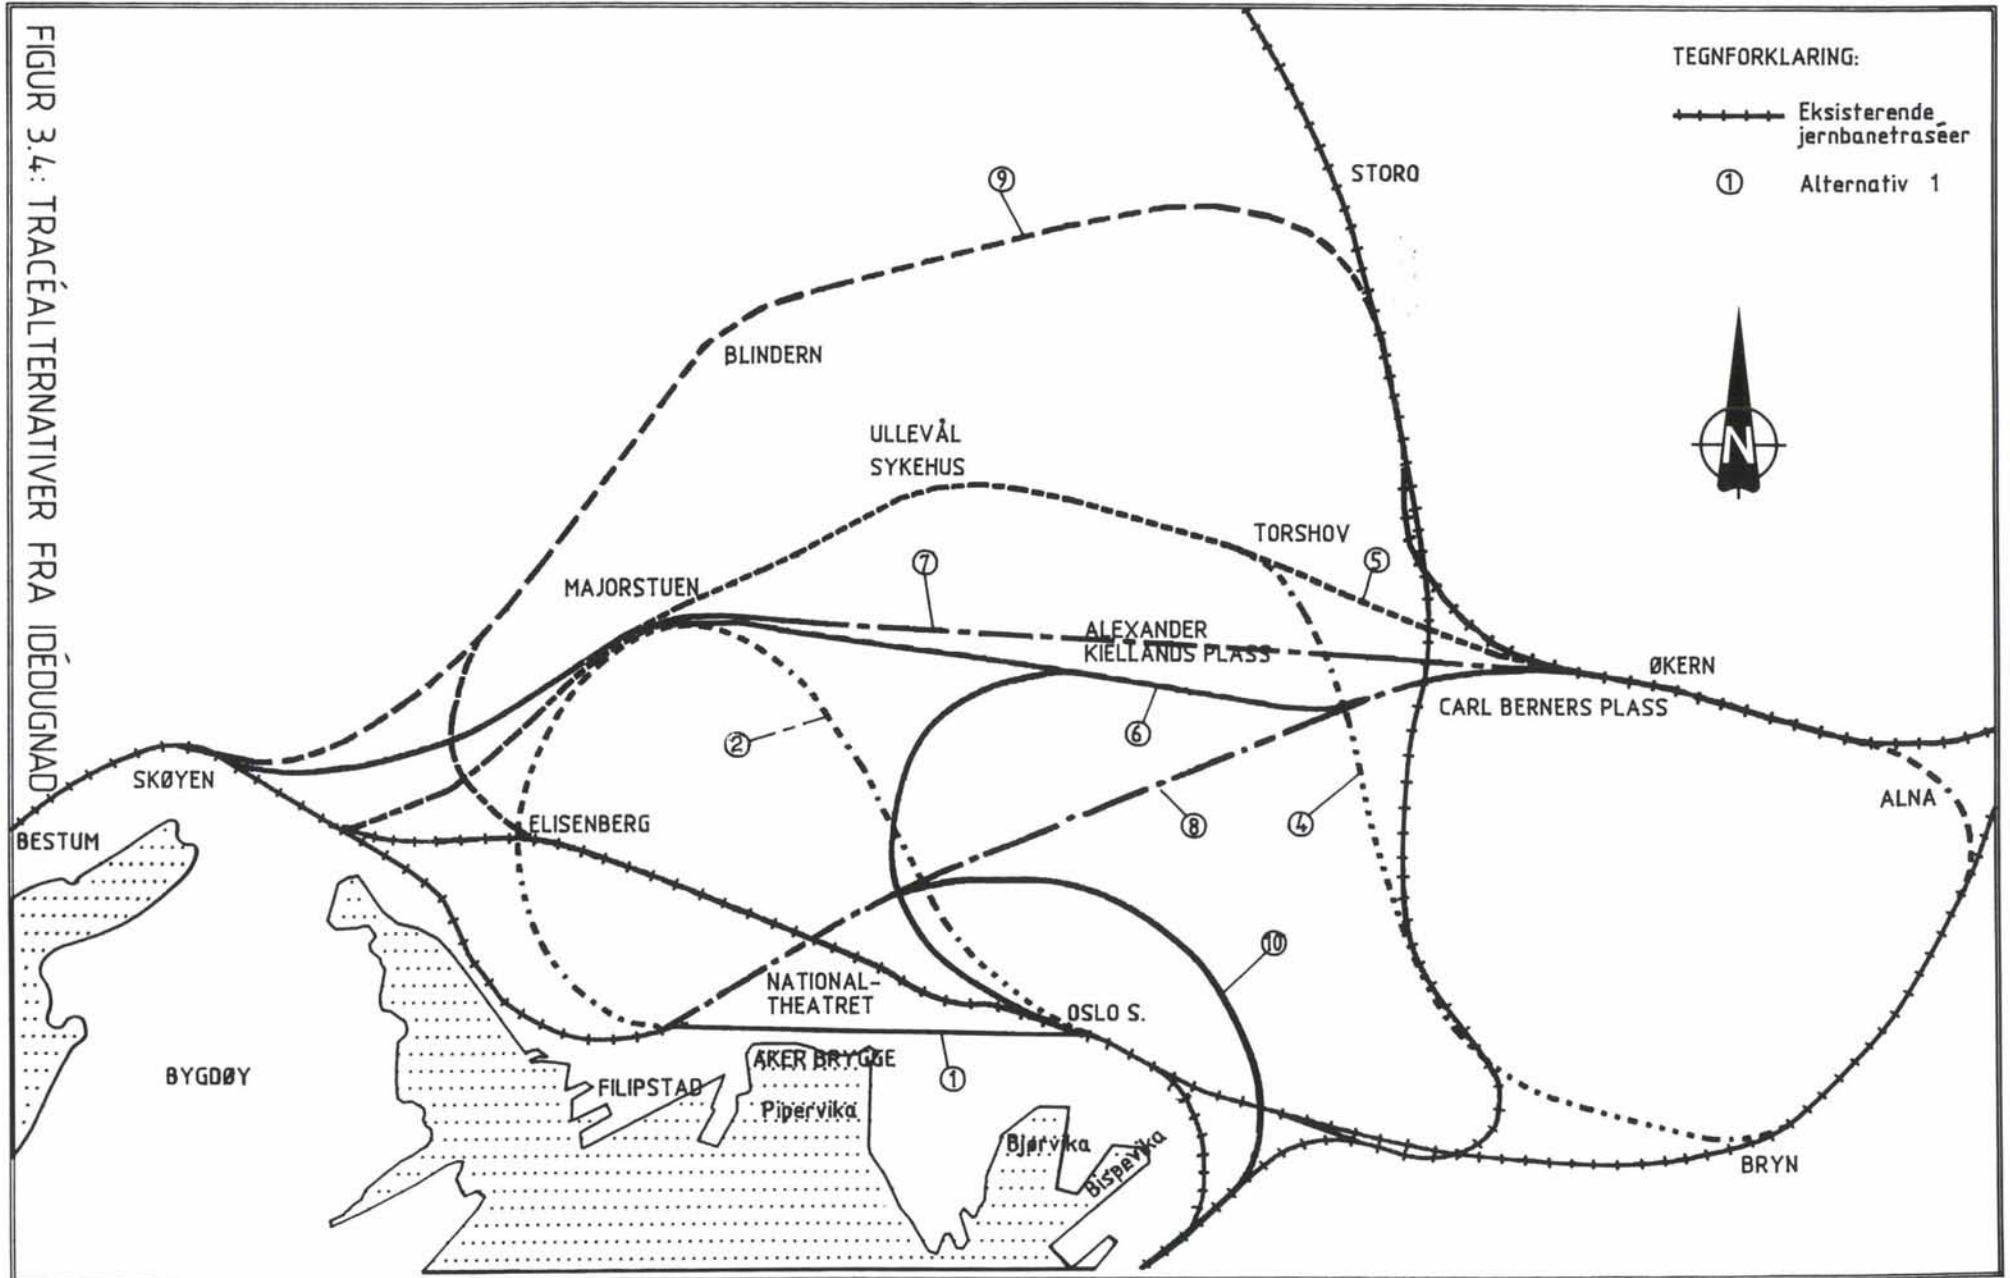 FIGUR 3.4: TRACÉALTERNATIVER FRA IDÉDUGNAD
TEGNFORKLARING:
Eksisterende
jernbanetraséer
① Alternativ 1
STORO
⑨
BLINDERN
ULLEVÅL
SYKEHUS
N
TORSHOV
⑤
⑦
MAJORSTUEN
ALEXANDER
KIELLANDS PLASS
ØKERN
CARL BERNERS PLASS
②
⑥
SKØYEN
ALNA
⑧
④
ELISENBERG
BESTUM
⑩
NATIONAL-
THEATRET
OSLO S.
AKER BRYGGE
①
BYGDØY
FILIPSTAD
Pipervika
Bjørvika
Bispevika
BRYN